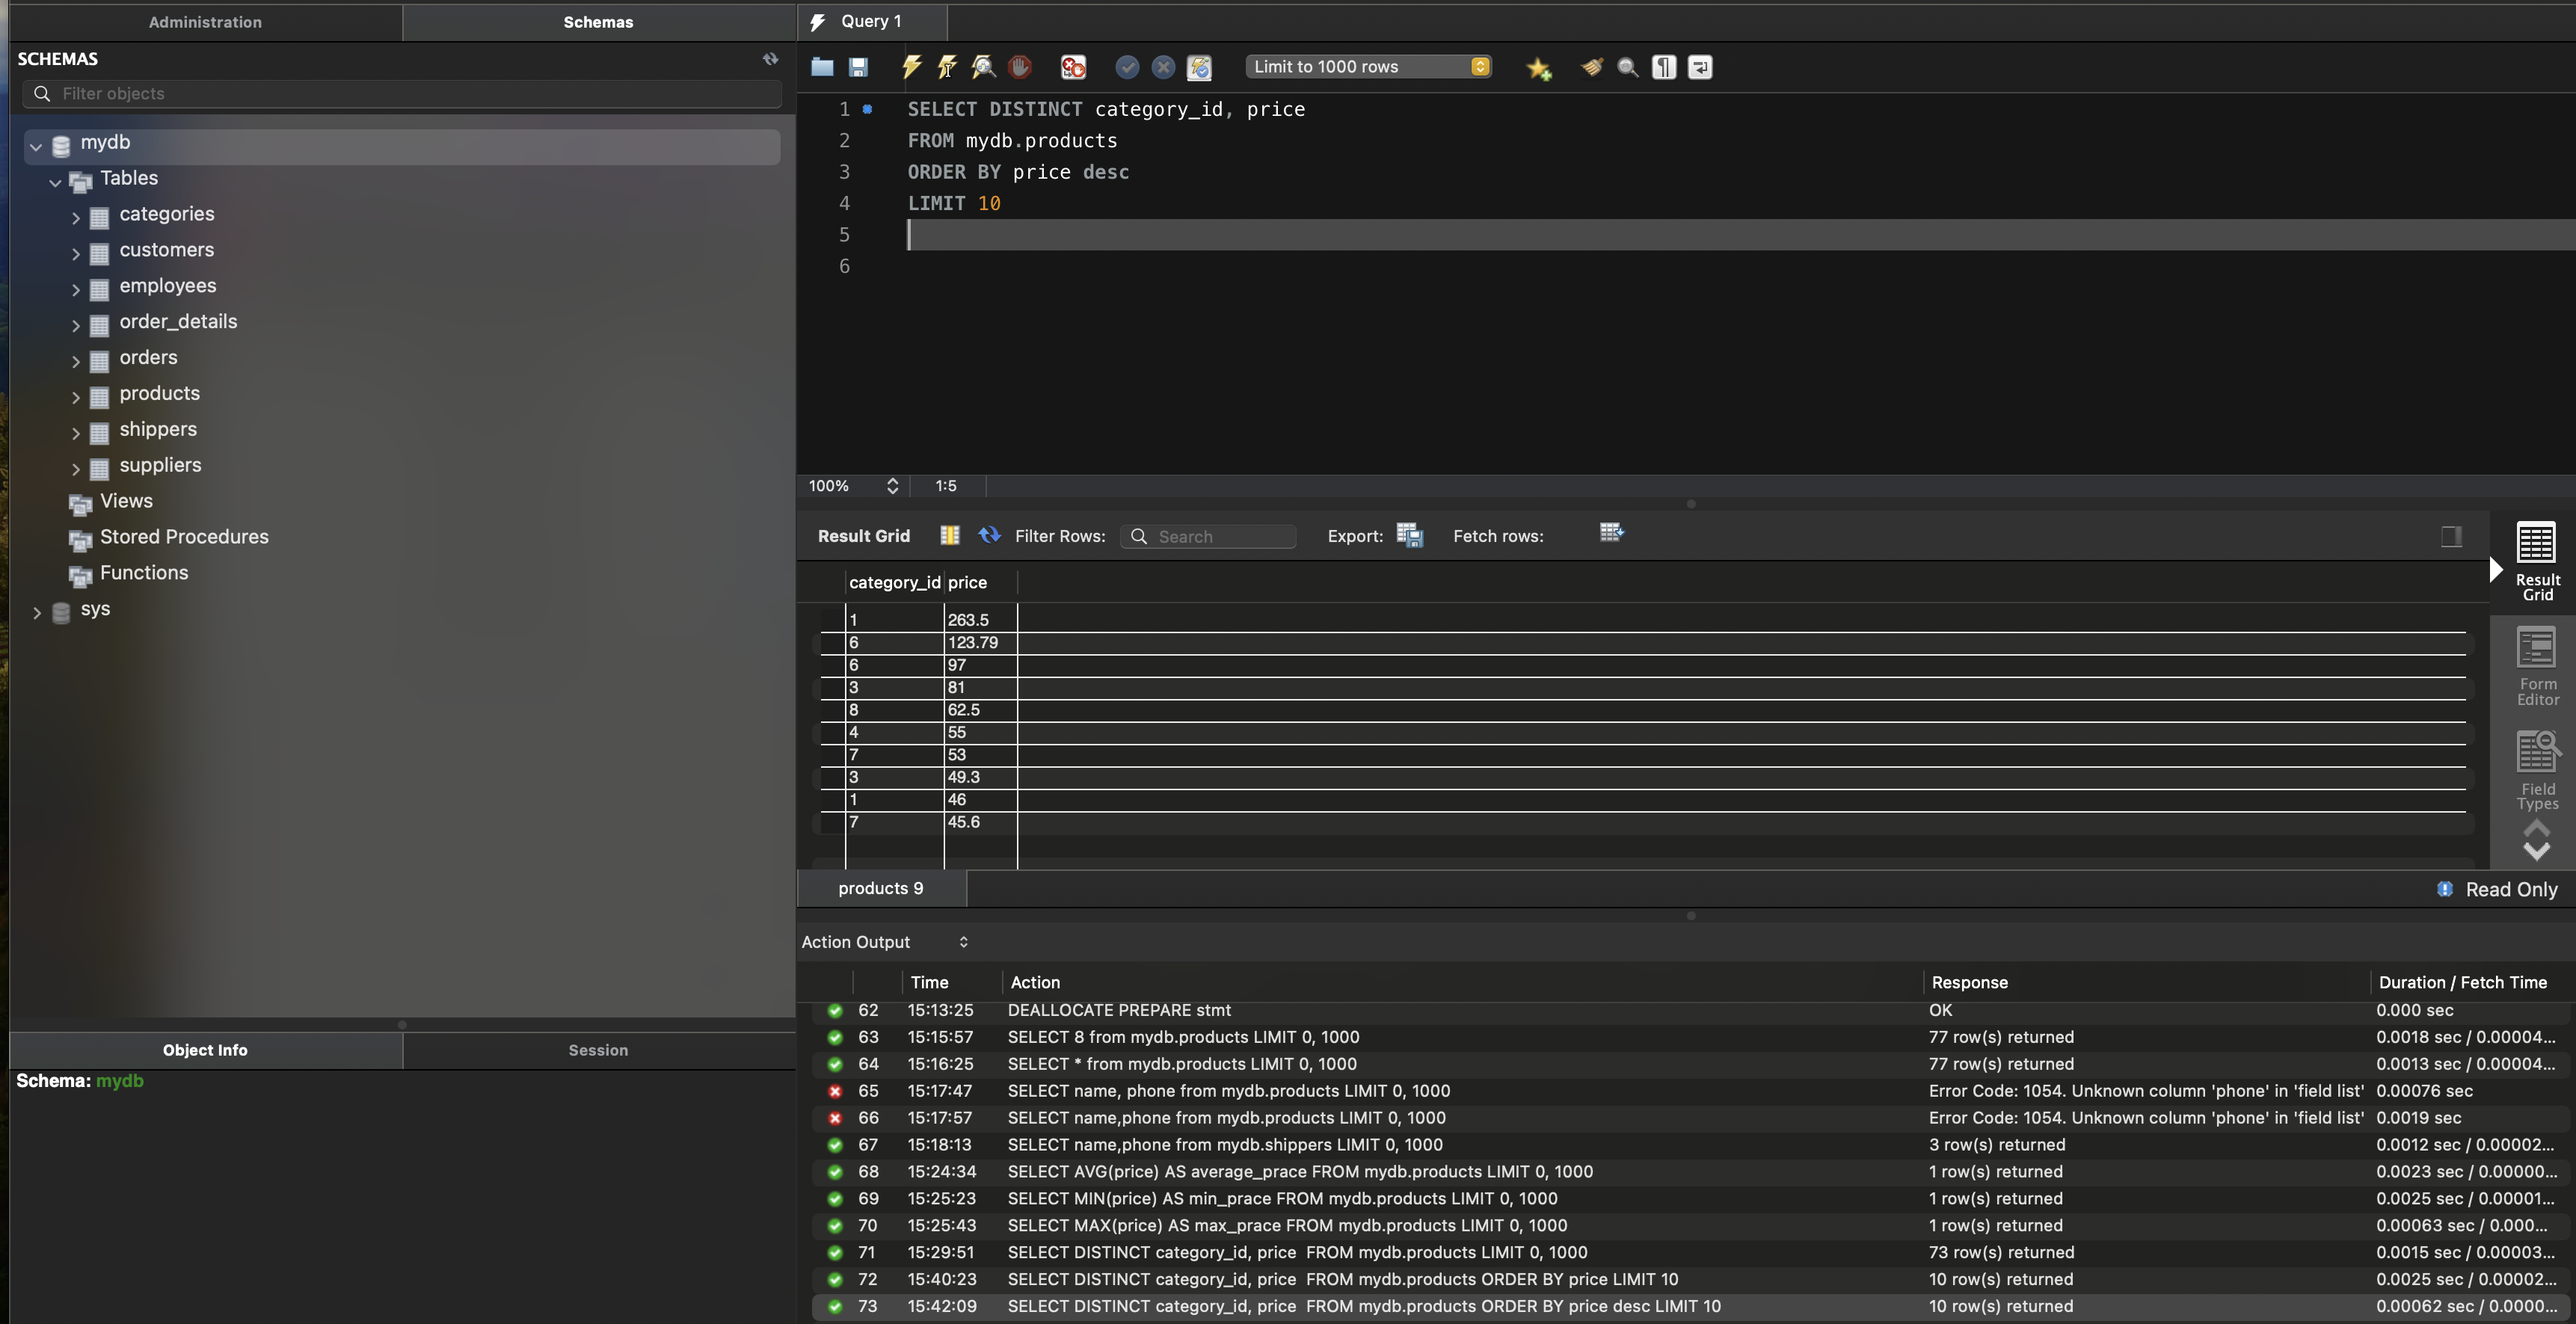 Administration
Schemas
SCHEMAS
Filter objects
mydb
Tables
categories
customers
employees
order_details
orders
products
shippers
suppliers
Views
Stored Procedures
Functions
sys
Object Info
Session
Schema: mydb
Query 1
Limit to 1000 rows
1 SELECT DISTINCT category_id, price
2 FROM mydb.products
3 ORDER BY price desc
4 LIMIT 10
5
6
100% 1:5
Result Grid Filter Rows: Search Export: Fetch rows:
category_id price
1 263.5
6 123.79
6 97
3 81
8 62.5
4 55
7 53
3 49.3
1 46
7 45.6
Result
Grid
Form
Editor
Field
Types
products 9
Read Only
Action Output
Time Action Response Duration / Fetch Time
62 15:13:25 DEALLOCATE PREPARE stmt OK 0.000 sec
63 15:15:57 SELECT 8 from mydb.products LIMIT 0, 1000 77 row(s) returned 0.0018 sec / 0.00004...
64 15:16:25 SELECT * from mydb.products LIMIT 0, 1000 77 row(s) returned 0.0013 sec / 0.00004...
65 15:17:47 SELECT name, phone from mydb.products LIMIT 0, 1000 Error Code: 1054. Unknown column 'phone' in 'field list' 0.00076 sec
66 15:17:57 SELECT name,phone from mydb.products LIMIT 0, 1000 Error Code: 1054. Unknown column 'phone' in 'field list' 0.0019 sec
67 15:18:13 SELECT name,phone from mydb.shippers LIMIT 0, 1000 3 row(s) returned 0.0012 sec / 0.00002...
68 15:24:34 SELECT AVG(price) AS average_prace FROM mydb.products LIMIT 0, 1000 1 row(s) returned 0.0023 sec / 0.00000...
69 15:25:23 SELECT MIN(price) AS min_prace FROM mydb.products LIMIT 0, 1000 1 row(s) returned 0.0025 sec / 0.00001...
70 15:25:43 SELECT MAX(price) AS max_prace FROM mydb.products LIMIT 0, 1000 1 row(s) returned 0.00063 sec / 0.000...
71 15:29:51 SELECT DISTINCT category_id, price FROM mydb.products LIMIT 0, 1000 73 row(s) returned 0.0015 sec / 0.00003...
72 15:40:23 SELECT DISTINCT category_id, price FROM mydb.products ORDER BY price LIMIT 10 10 row(s) returned 0.0025 sec / 0.00002...
73 15:42:09 SELECT DISTINCT category_id, price FROM mydb.products ORDER BY price desc LIMIT 10 10 row(s) returned 0.00062 sec / 0.0000...